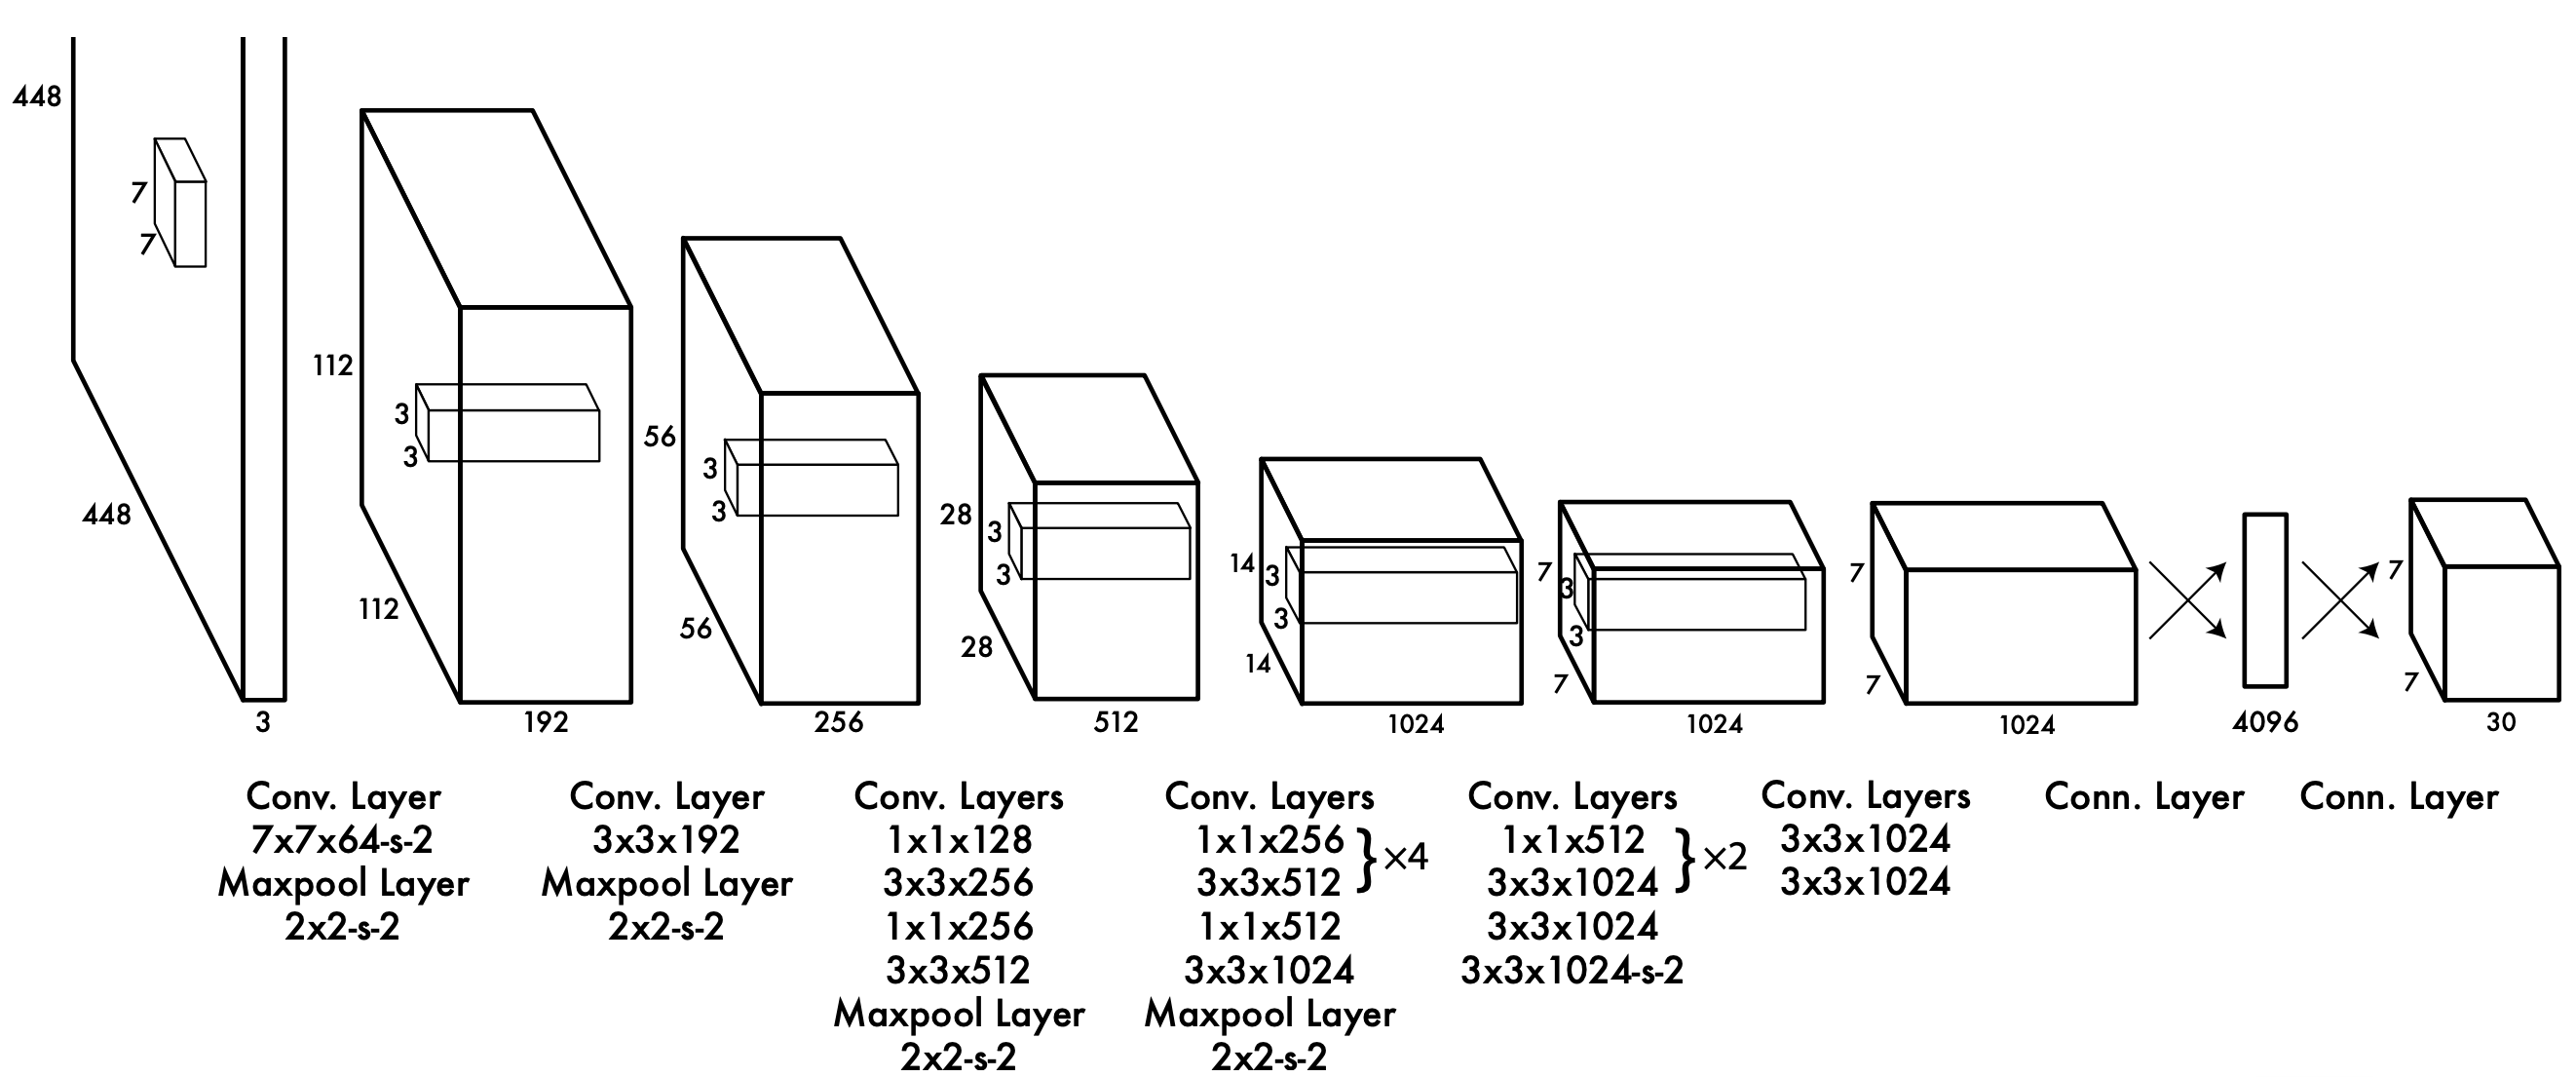 448
7
7
448
3
112
3
3
112
192
56
3
3
56
256
28
3
3
28
512
14
3
3
14
1024
7
3
3
7
1024
7
7
1024
4096
7
7
30
Conv. Layer
7x7x64-s-2
Maxpool Layer
2x2-s-2
Conv. Layer
3x3x192
Maxpool Layer
2x2-s-2
Conv. Layers
1x1x128
3x3x256
1x1x256
3x3x512
Maxpool Layer
2x2-s-2
Conv. Layers
1x1x256
3x3x512
}×4
1x1x512
3x3x1024
Maxpool Layer
2x2-s-2
Conv. Layers
1x1x512
3x3x1024
}×2
3x3x1024
3x3x1024-s-2
Conv. Layers
3x3x1024
3x3x1024
Conn. Layer
Conn. Layer